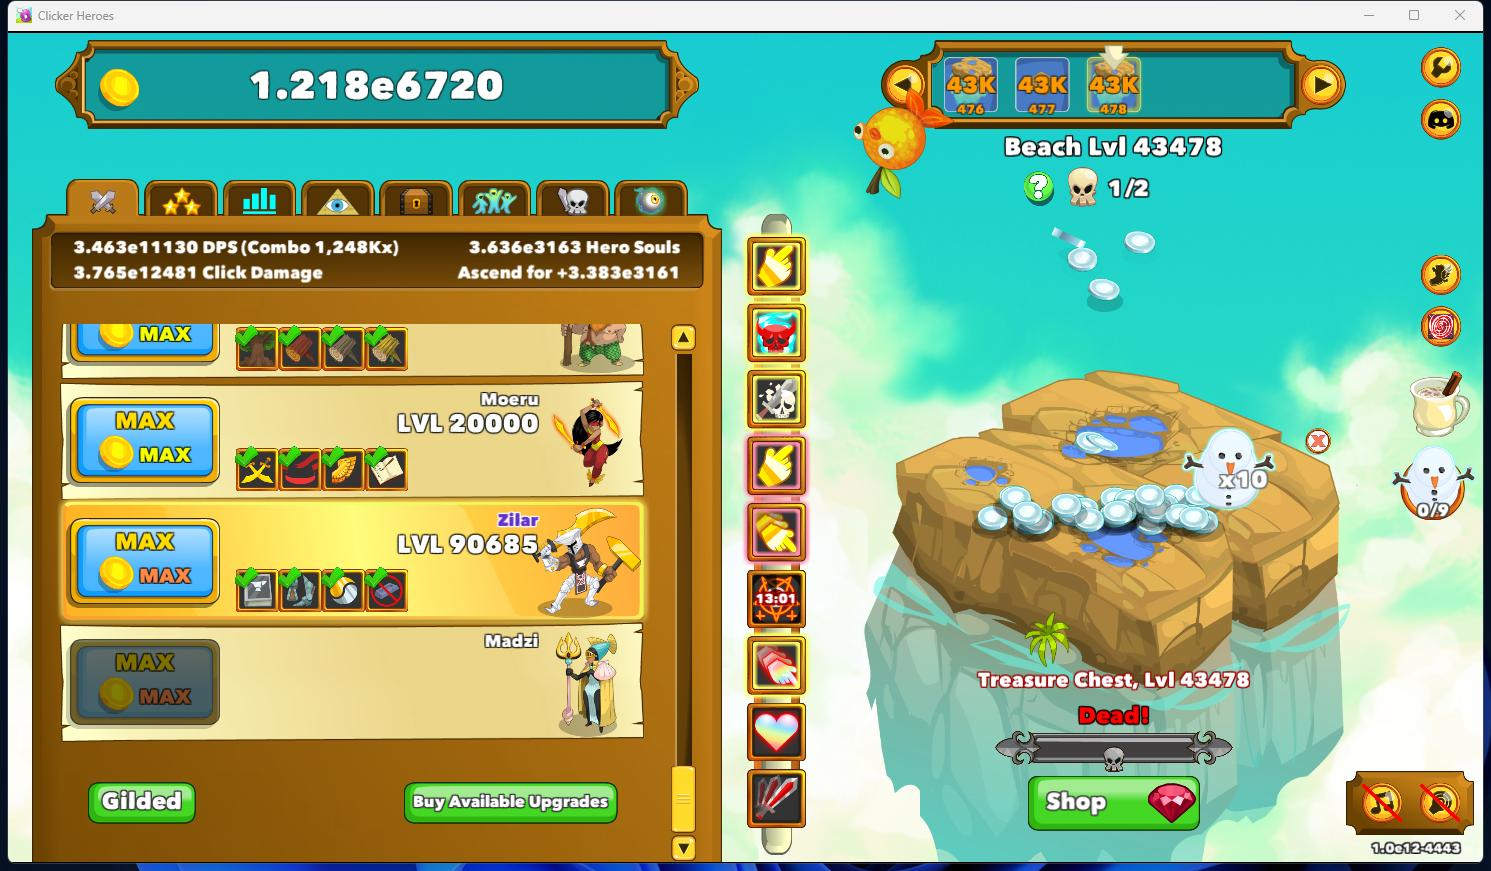 Clicker Heroes
1.218e6720
43K
476
43K
477
43K
478
Beach Lvl 43478
? 1/2
3.463e11130 DPS (Combo 1,248Kx)
3.636e3163 Hero Souls
3.765e12481 Click Damage
Ascend for +3.383e3161
MAX
Moeru
LVL 20000
MAX
MAX
Zilar
LVL 90685
MAX
MAX
Madzi
MAX
MAX
Gilded
Buy Available Upgrades
13:01
x10
0/9
Treasure Chest, Lvl 43478
Dead!
Shop
1.0e12-4443